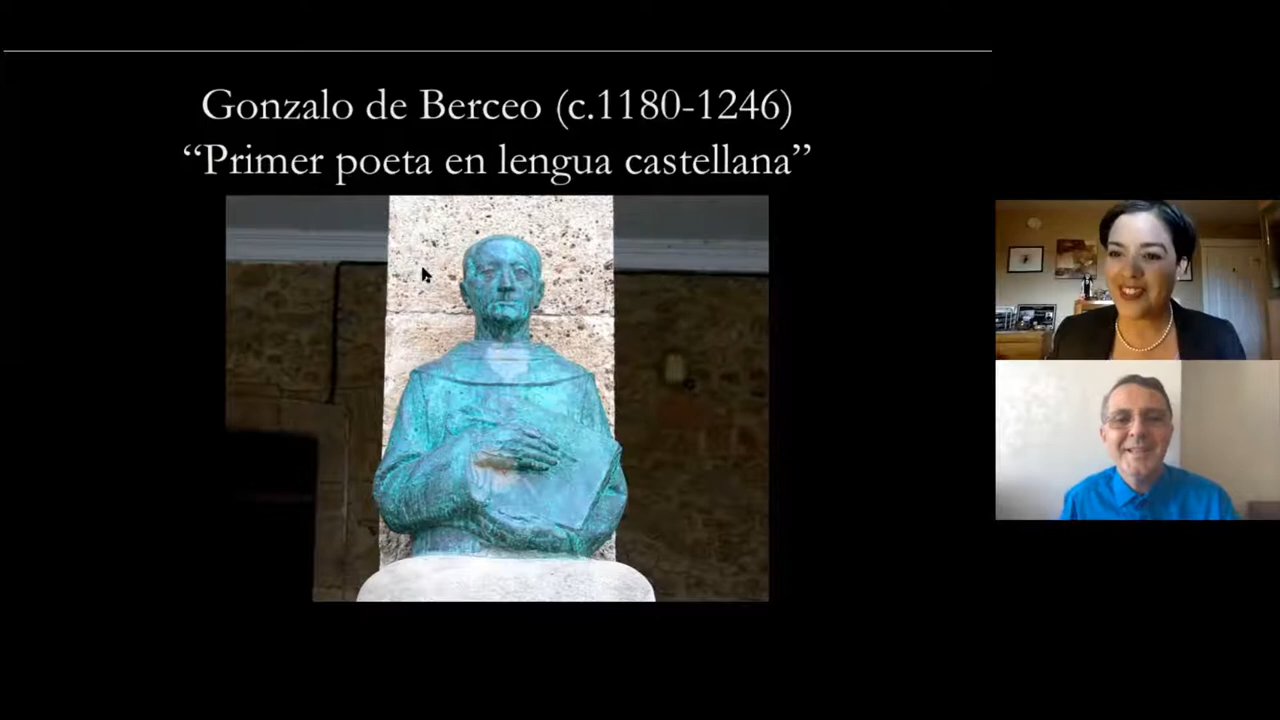 Gonzalo de Berceo (c.1180-1246)
“Primer poeta en lengua castellana”